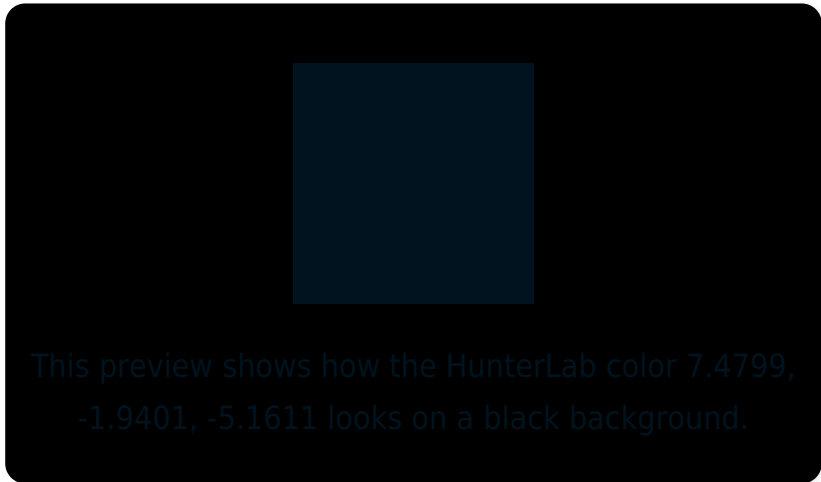 This preview shows how the HunterLab color 7.4799,
-1.9401, -5.1611 looks on a black background.